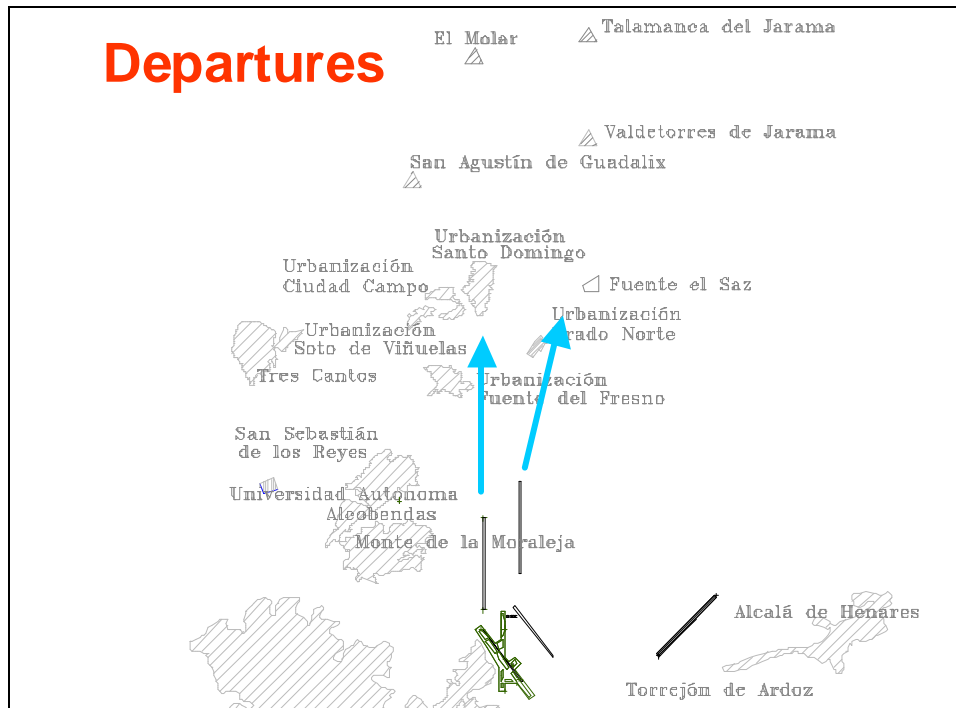 Departures
El Molar
Talamanca del Jarama
Valdetorres de Jarama
San Agustín de Guadalix
Urbanización
Santo Domingo
Urbanización
Ciudad Campo
Fuente el Saz
Urbanización
rado Norte
Urbanización
Soto de Viñuelas
Tres Cantos
Urbanización
Fuente del Fresno
San Sebastián
de los Reyes
Universidad Autónoma
Alcobendas
Monte de la Moraleja
Alcalá de Henares
Torrejón de Ardoz